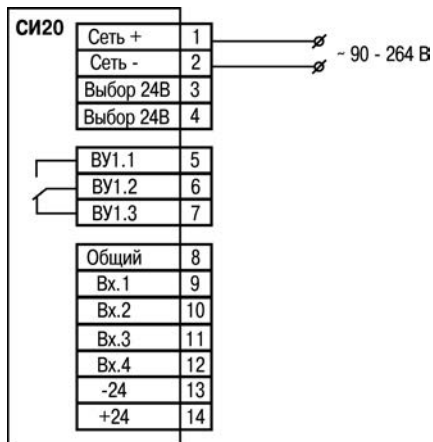 СИ20
Сеть + 1
Сеть - 2
~ 90 - 264 В
Выбор 24В 3
Выбор 24В 4
ВУ1.1 5
ВУ1.2 6
ВУ1.3 7
Общий 8
Вх.1 9
Вх.2 10
Вх.3 11
Вх.4 12
-24 13
+24 14